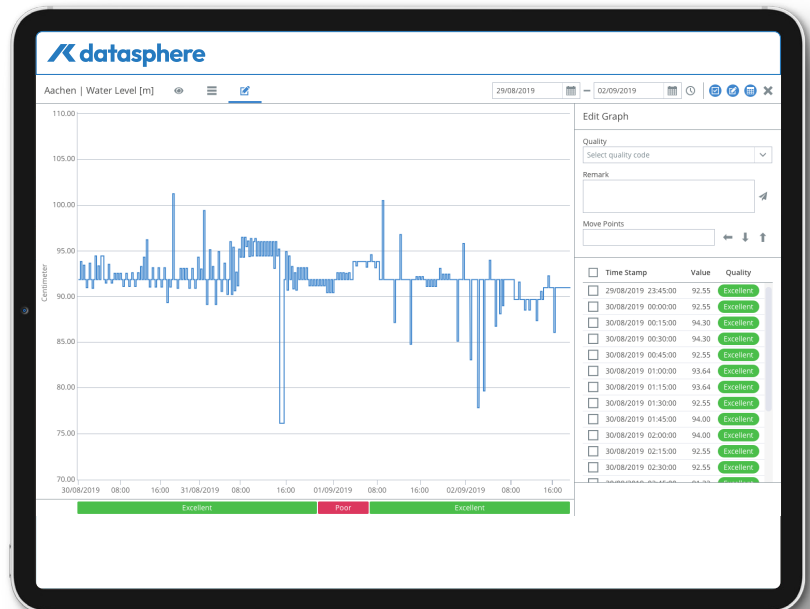 datasphere
Aachen | Water Level [m]
29/08/2019
02/09/2019
Edit Graph
Quality
Select quality code
Remark
Move Points
Time Stamp Value Quality
29/08/2019 23:45:00 92.55 Excellent
30/08/2019 00:00:00 92.55 Excellent
30/08/2019 00:15:00 94.30 Excellent
30/08/2019 00:30:00 94.30 Excellent
30/08/2019 00:45:00 92.55 Excellent
30/08/2019 01:00:00 93.64 Excellent
30/08/2019 01:15:00 93.64 Excellent
30/08/2019 01:30:00 92.55 Excellent
30/08/2019 01:45:00 94.00 Excellent
30/08/2019 02:00:00 94.00 Excellent
30/08/2019 02:15:00 92.55 Excellent
30/08/2019 02:30:00 92.55 Excellent
110.00
105.00
100.00
95.00
90.00
85.00
80.00
75.00
70.00
Centimeter
30/08/2019 08:00 16:00 31/08/2019 08:00 16:00 01/09/2019 08:00 16:00 02/09/2019 08:00 16:00
Excellent Poor Excellent